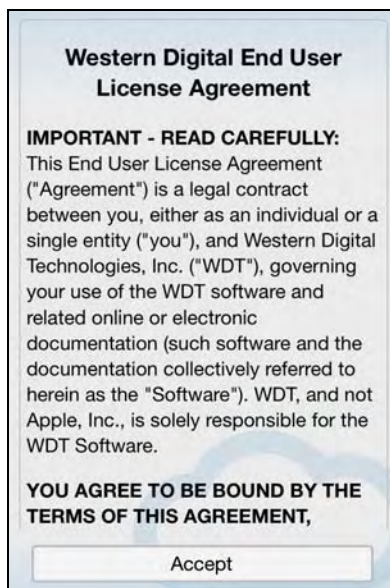 Western Digital End User
License Agreement
IMPORTANT - READ CAREFULLY:
This End User License Agreement
("Agreement") is a legal contract
between you, either as an individual or a
single entity ("you"), and Western Digital
Technologies, Inc. ("WDT"), governing
your use of the WDT software and
related online or electronic
documentation (such software and the
documentation collectively referred to
herein as the "Software"). WDT, and not
Apple, Inc., is solely responsible for the
WDT Software.
YOU AGREE TO BE BOUND BY THE
TERMS OF THIS AGREEMENT,
Accept